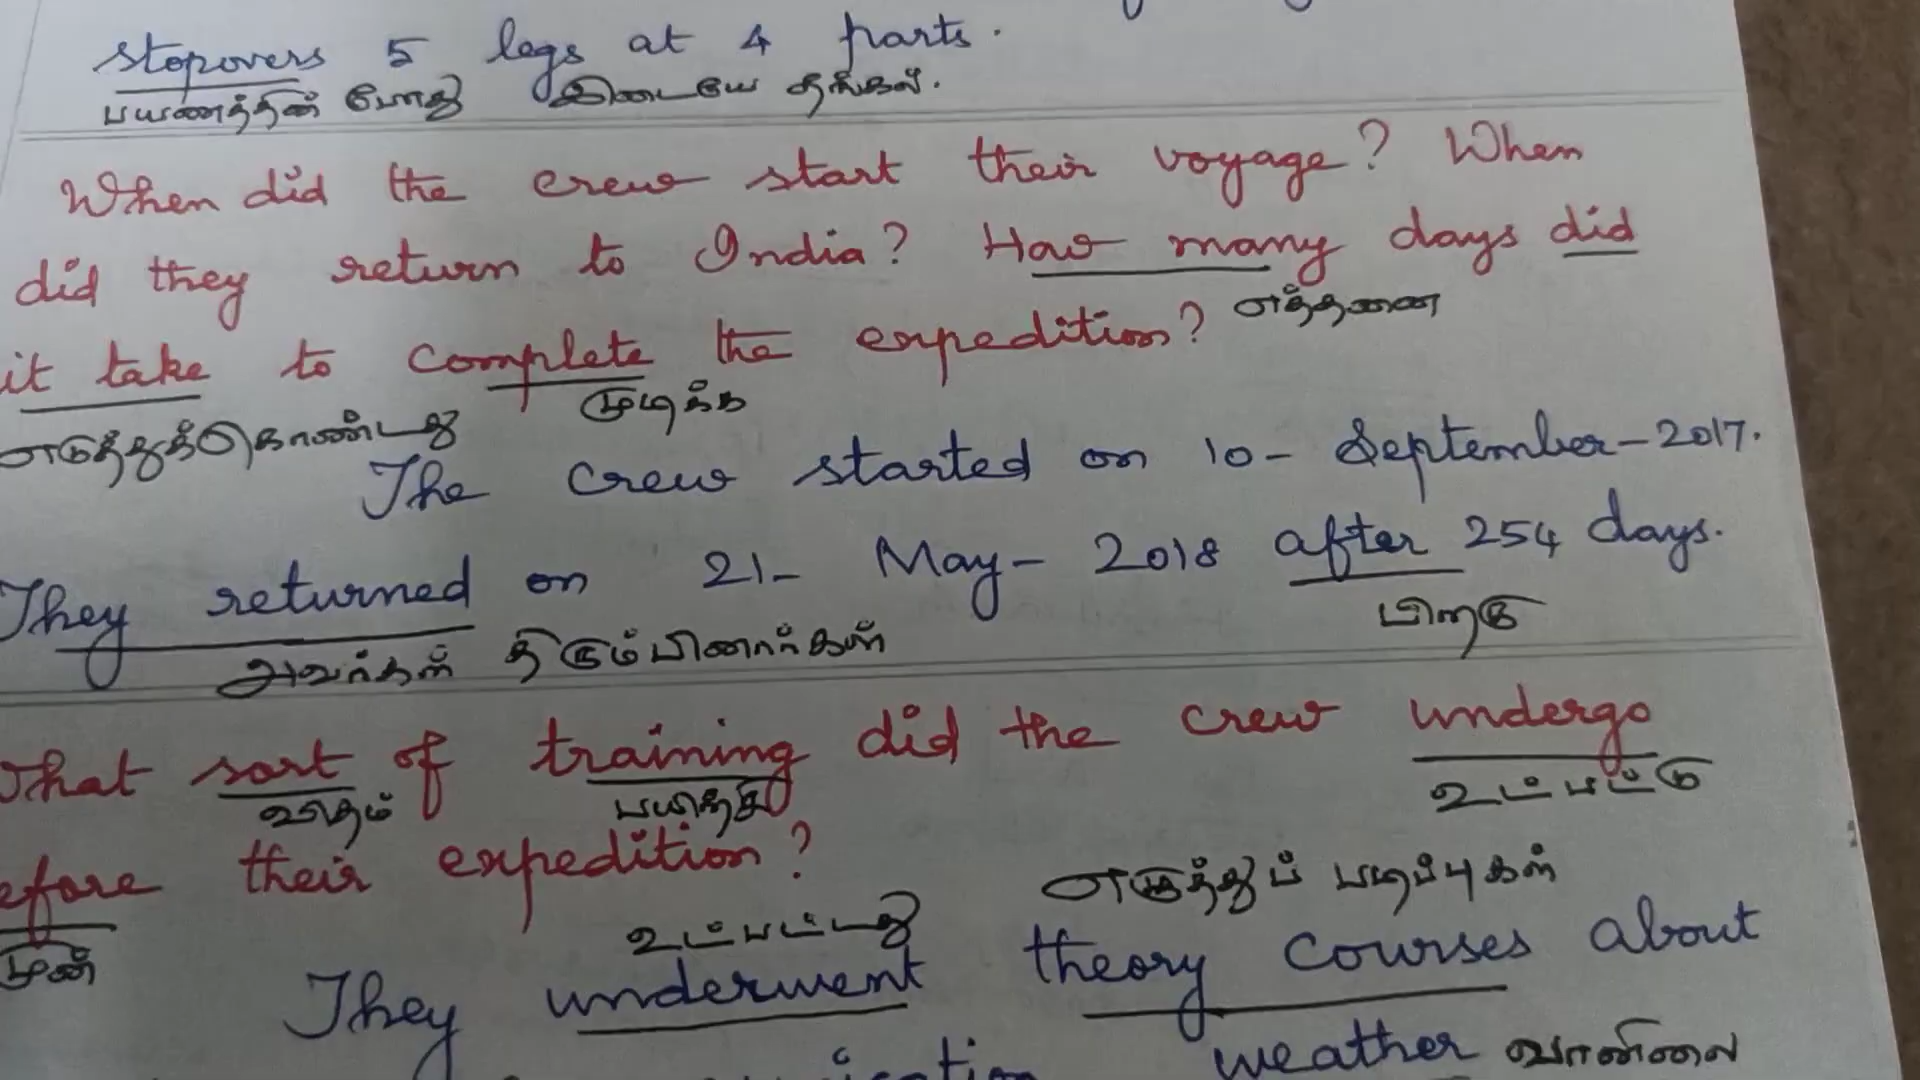 stopovers 5 legs at 4 parts.
பயணத்தின் போது இடையே தங்கல்.
When did the crew start their voyage? When
did they return to India? How many days did
எத்தனை
it take to complete the expedition?
எடுத்துக்கொண்டது முடிக்க
The crew started on 10- September-2017.
They returned on 21- May- 2018 after 254 days.
அவர்கள் திரும்பினார்கள் பிறகு
What sort of training did the crew undergo
விதம் பயிற்சி உட்பட்டு
efore their expedition?
முன் உட்பட்டது எழுத்துப் படிப்புகள்
They underwent theory courses about
weather வானிலை